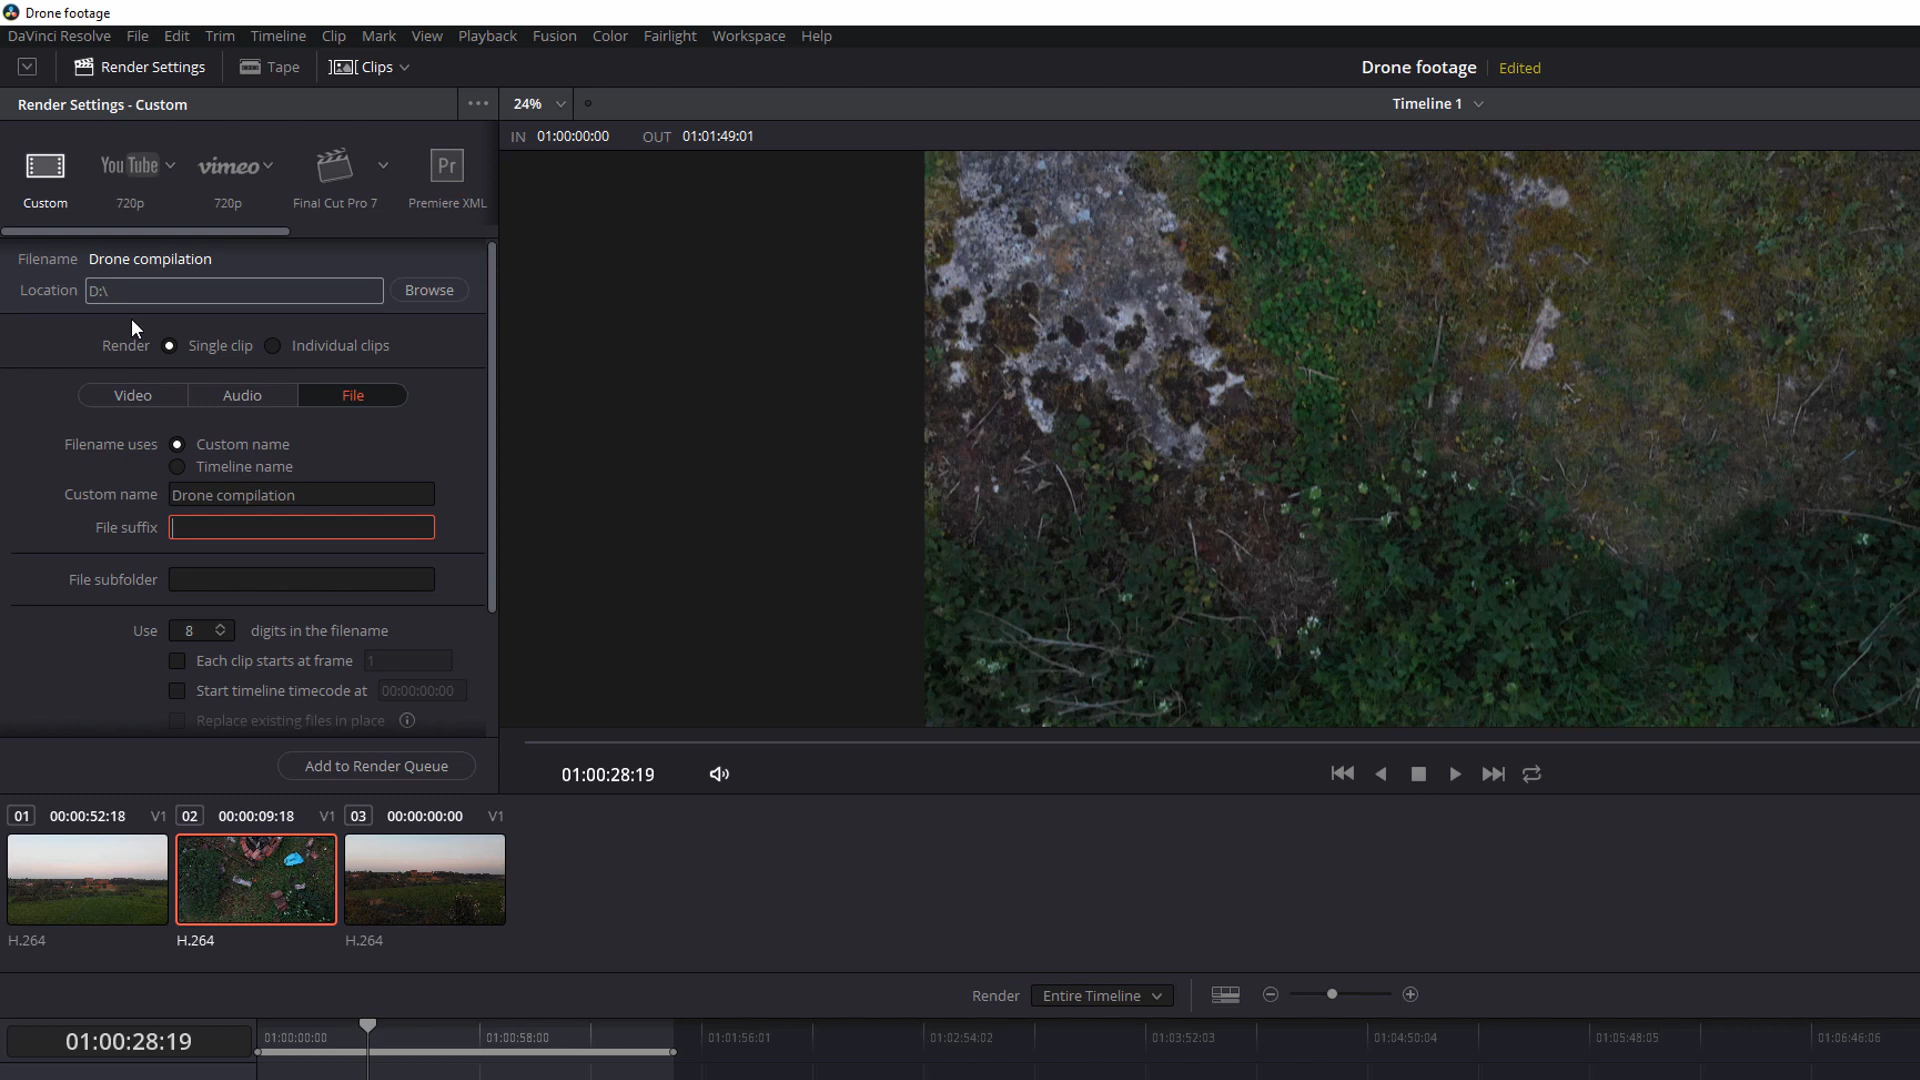 Drone footage
DaVinci Resolve File Edit Trim Timeline Clip Mark View Playback Fusion Color Fairlight Workspace Help
Render Settings Tape Clips Drone footage Edited
Render Settings - Custom 24% Timeline 1
IN 01:00:00:00 OUT 01:01:49:01
YouTube vimeo Pr
Custom 720p 720p Final Cut Pro 7 Premiere XML
Filename Drone compilation
Location D:\ Browse
Render Single clip Individual clips
Video Audio File
Filename uses Custom name
Timeline name
Custom name Drone compilation
File suffix
File subfolder
Use 8 digits in the filename
Each clip starts at frame 1
Start timeline timecode at 00:00:00:00
Replace existing files in place
Add to Render Queue 01:00:28:19
01 00:00:52:18 V1 02 00:00:09:18 V1 03 00:00:00:00 V1
H.264 H.264 H.264
Render Entire Timeline
01:00:28:19 01:00:00:00 01:00:58:00 01:01:56:01 01:02:54:02 01:03:52:03 01:04:50:04 01:05:48:05 01:06:46:06